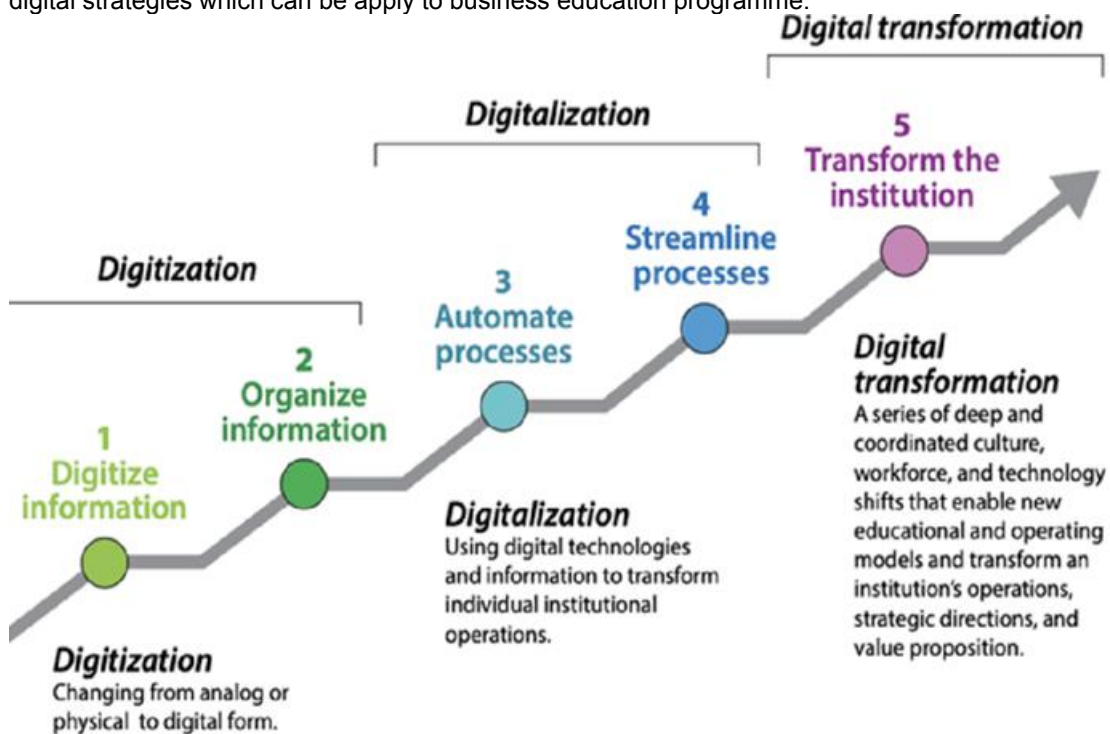 digital strategies which can be apply to business education programme.
Digital transformation
Digitalization
5
Transform the
institution
4
Streamline
processes
Digitization
3
Automate
processes
2
Organize
information
1
Digitize
information
Digital
transformation
A series of deep and
coordinated culture,
workforce, and technology
shifts that enable new
educational and operating
models and transform an
institution's operations,
strategic directions, and
value proposition.
Digitalization
Using digital technologies
and information to transform
individual institutional
operations.
Digitization
Changing from analog or
physical to digital form.